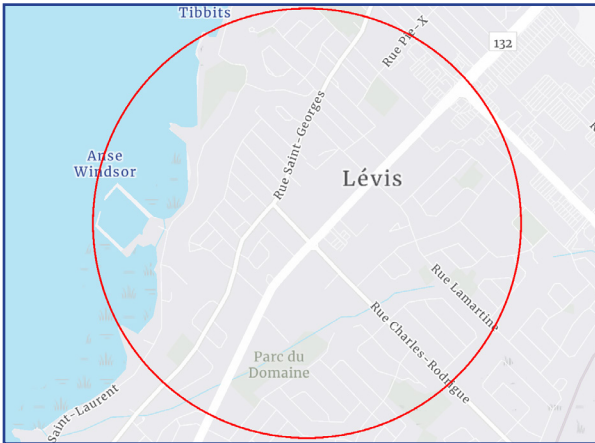 Tibbits
Rue Pie-X
132
Rue Saint-Georges
Anse
Windsor
Lévis
Rue Lamartine
Rue Charles-Rodrigue
Parc du
Domaine
Saint-Laurent